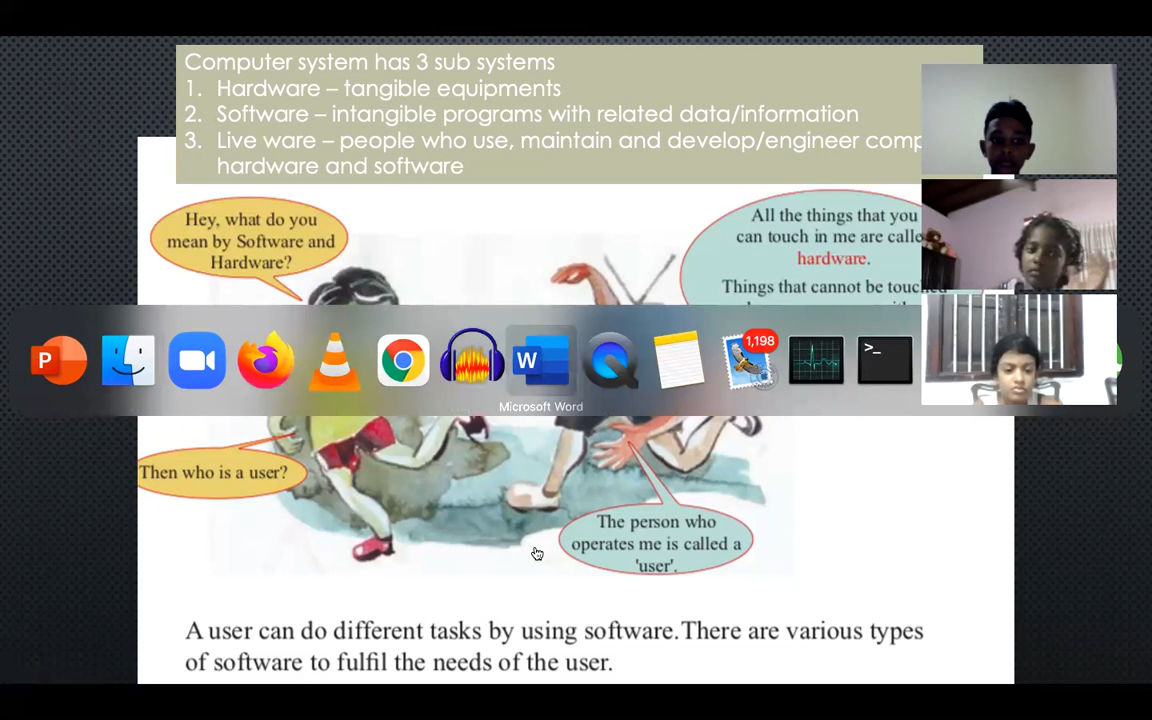 Computer system has 3 sub systems
1. Hardware – tangible equipments
2. Software – intangible programs with related data/information
3. Live ware – people who use, maintain and develop/engineer comp
hardware and software
Hey, what do you
mean by Software and
Hardware?
All the things that you
can touch in me are calle
hardware.
Things that cannot be touched
P
W
1,198
>_
Microsoft Word
Then who is a user?
The person who
operates me is called a
'user'.
A user can do different tasks by using software.There are various types
of software to fulfil the needs of the user.